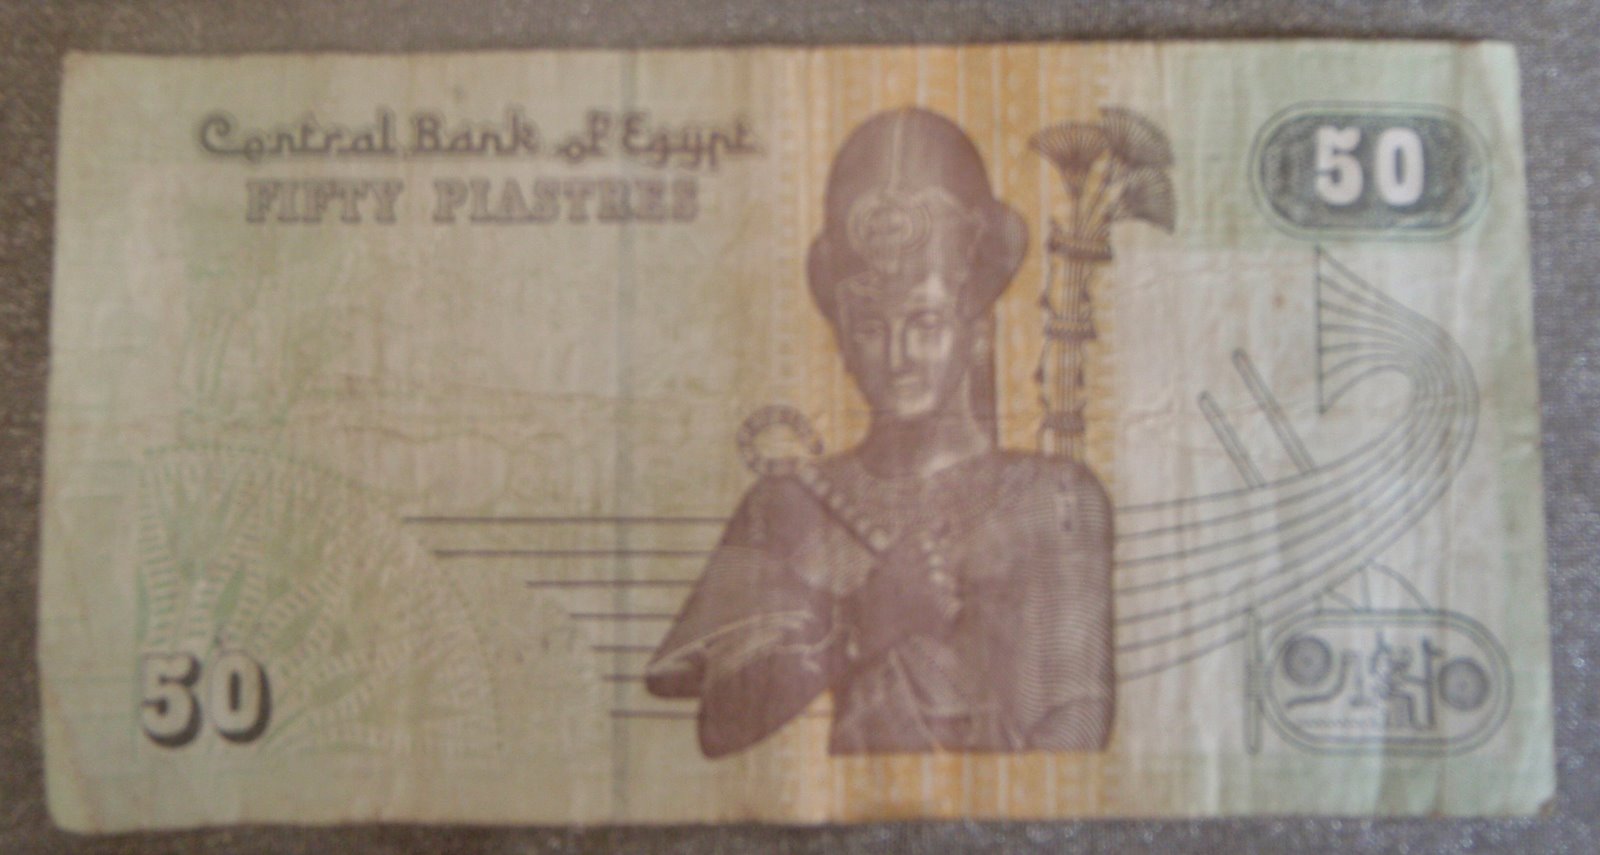 Central Bank of Egypt
FIFTY PIASTRES
50
50